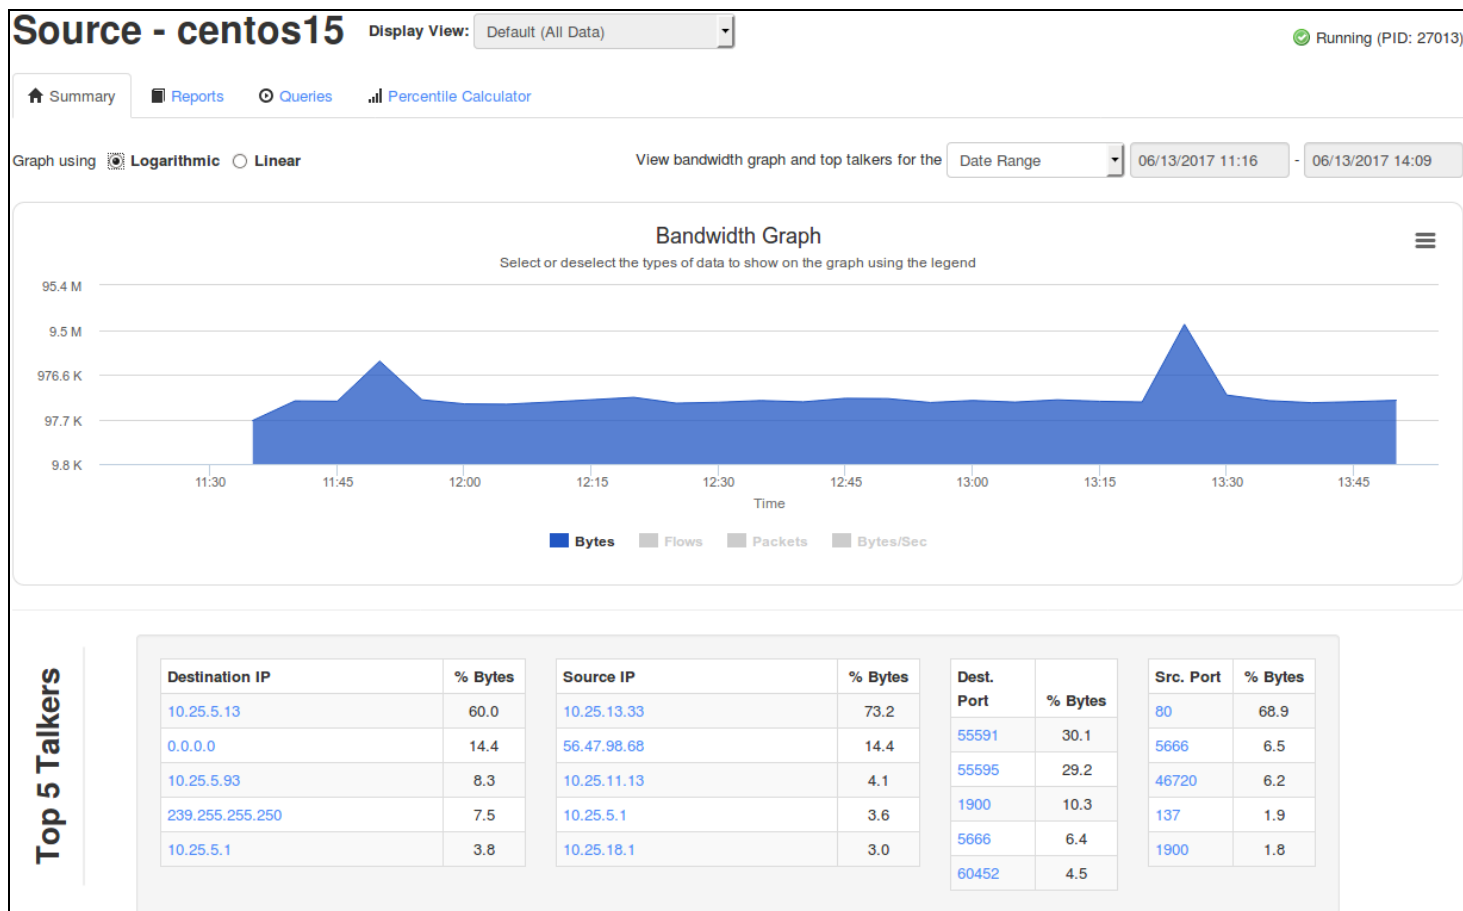 Source - centos15 Display View: Default (All Data) Running (PID: 27013)
Summary Reports Queries Percentile Calculator
Graph using Logarithmic Linear View bandwidth graph and top talkers for the Date Range 06/13/2017 11:16 - 06/13/2017 14:09
Bandwidth Graph
Select or deselect the types of data to show on the graph using the legend
95.4 M
9.5 M
976.6 K
97.7 K
9.8 K
11:30 11:45 12:00 12:15 12:30 12:45 13:00 13:15 13:30 13:45
Time
Bytes Flows Packets Bytes/Sec
Top 5 Talkers
Destination IP % Bytes
10.25.5.13 60.0
0.0.0.0 14.4
10.25.5.93 8.3
239.255.255.250 7.5
10.25.5.1 3.8
Source IP % Bytes
10.25.13.33 73.2
56.47.98.68 14.4
10.25.11.13 4.1
10.25.5.1 3.6
10.25.18.1 3.0
Dest.
Port % Bytes
55591 30.1
55595 29.2
1900 10.3
5666 6.4
60452 4.5
Src. Port % Bytes
80 68.9
5666 6.5
46720 6.2
137 1.9
1900 1.8